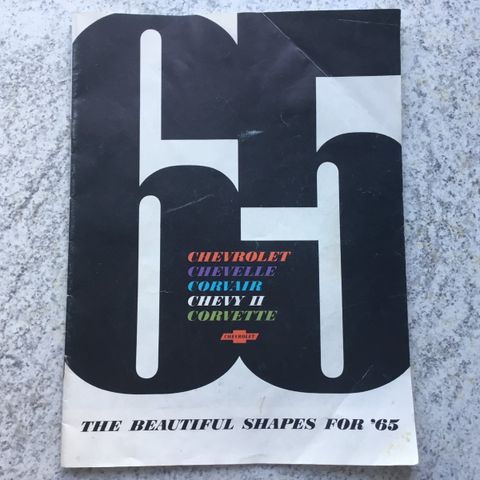 65
CHEVROLET
CHEVELLE
CORVAIR
CHEVY II
CORVETTE
CHEVROLET
THE BEAUTIFUL SHAPES FOR '65